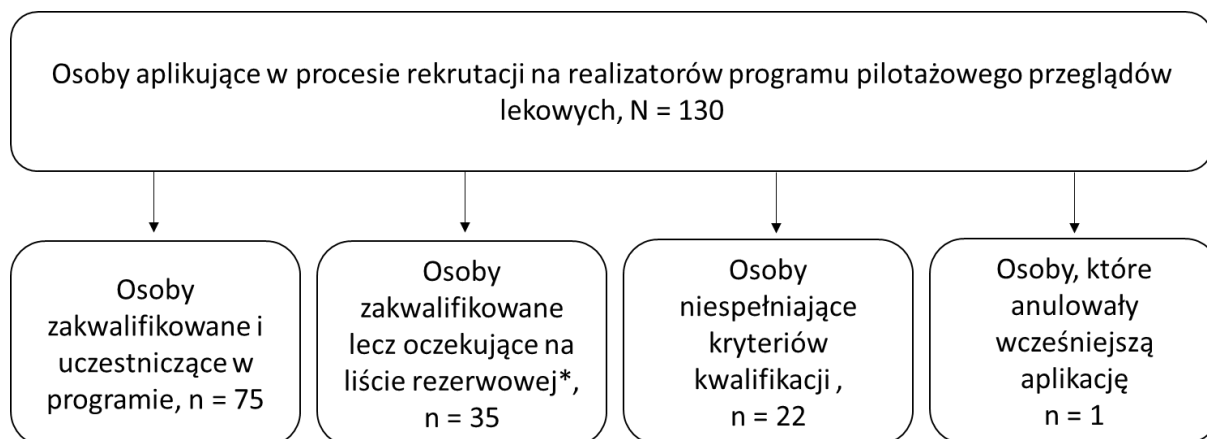 Osoby aplikujące w procesie rekrutacji na realizatorów programu pilotażowego przeglądów
lekowych, N = 130
Osoby
zakwalifikowane i
uczestniczące w
programie, n = 75
Osoby
zakwalifikowane
lecz oczekujące na
liście rezerwowej*,
n = 35
Osoby
niespełniające
kryteriów
kwalifikacji ,
n = 22
Osoby, które
anulowały
wcześniejszą
aplikację
n = 1